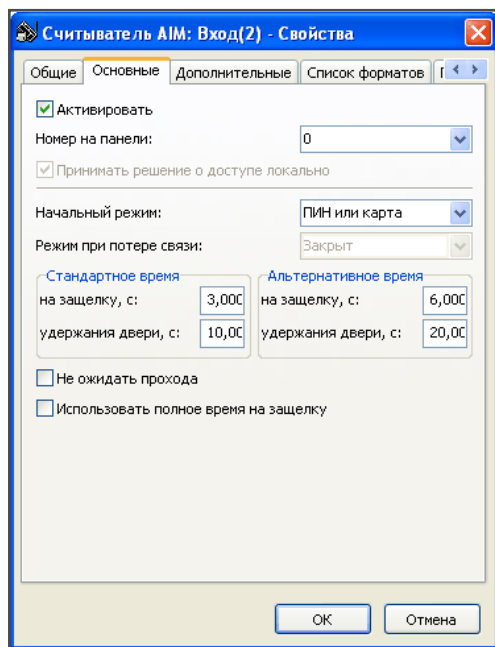 Считыватель AIM: Вход(2) - Свойства
Общие Основные Дополнительные Список форматов
Активировать
Номер на панели: 0
Принимать решение о доступе локально
Начальный режим: ПИН или карта
Режим при потере связи: Закрыт
Стандартное время Альтернативное время
на защелку, с: 3,000 на защелку, с: 6,000
удержания двери, с: 10,00 удержания двери, с: 20,00
Не ожидать прохода
Использовать полное время на защелку
OK Отмена